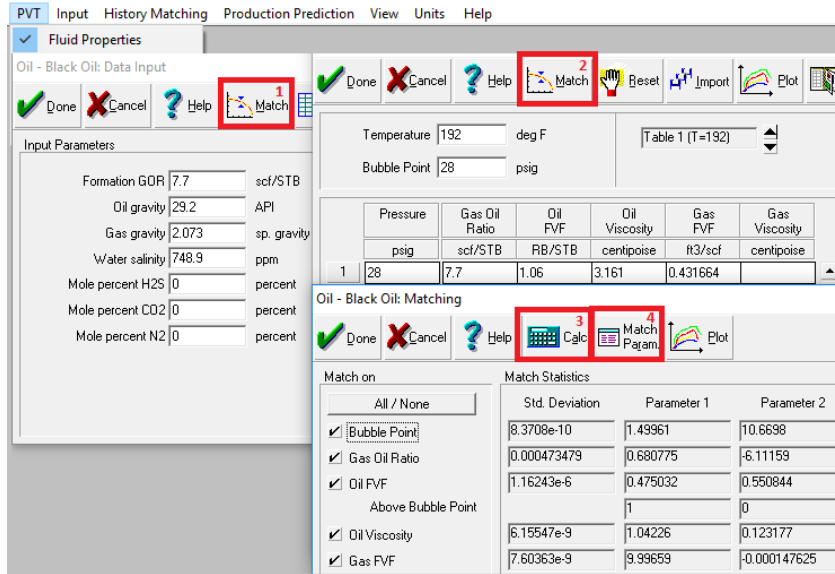 PVT Input History Matching Production Prediction View Units Help
Fluid Properties
Oil - Black Oil: Data Input
Done Cancel Help Match 1
Input Parameters
Formation GOR 7.7 scf/STB
Oil gravity 29.2 API
Gas gravity 2.073 sp. gravity
Water salinity 748.9 ppm
Mole percent H2S 0 percent
Mole percent CO2 0 percent
Mole percent N2 0 percent
Done Cancel Help Match 2 Reset Import Plot
Temperature 192 deg F Table 1 (T=192)
Bubble Point 28 psig
Pressure Gas Oil Ratio Oil FVF Oil Viscosity Gas FVF Gas Viscosity
psig scf/STB RB/STB centipoise ft3/scf centipoise
1 28 7.7 1.06 3.161 0.431664
Oil - Black Oil: Matching
Done Cancel Help Calc 3 Match Param. 4 Plot
Match on Match Statistics
All / None Std. Deviation Parameter 1 Parameter 2
Bubble Point 8.3708e-10 1.49961 10.6698
Gas Oil Ratio 0.000473479 0.680775 -6.11159
Oil FVF 1.16243e-6 0.475032 0.550844
Above Bubble Point 1 0
Oil Viscosity 6.15547e-9 1.04226 0.123177
Gas FVF 7.60363e-9 9.99659 -0.000147625